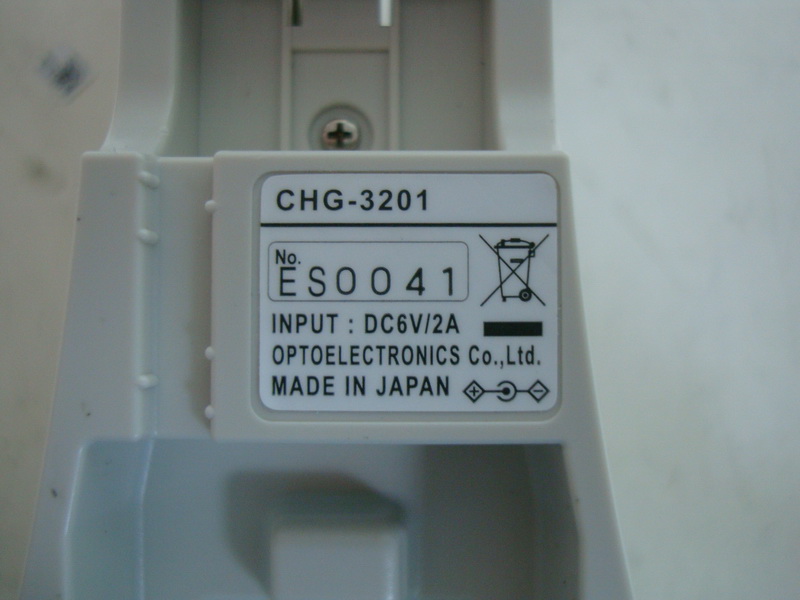 CHG-3201
No.
ES0041
INPUT : DC6V/2A
OPTOELECTRONICS Co.,Ltd.
MADE IN JAPAN